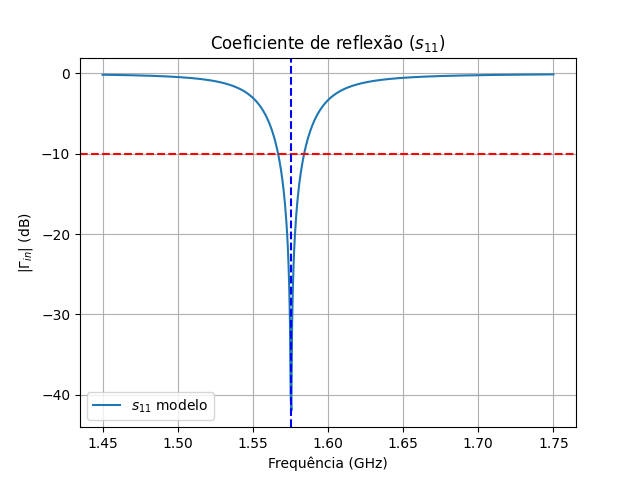 Coeficiente de reflexão (s₁₁)
0
−10
−20
−30
−40
|Γᵢₙ| (dB)
s₁₁ modelo
1.45 1.50 1.55 1.60 1.65 1.70 1.75
Frequência (GHz)